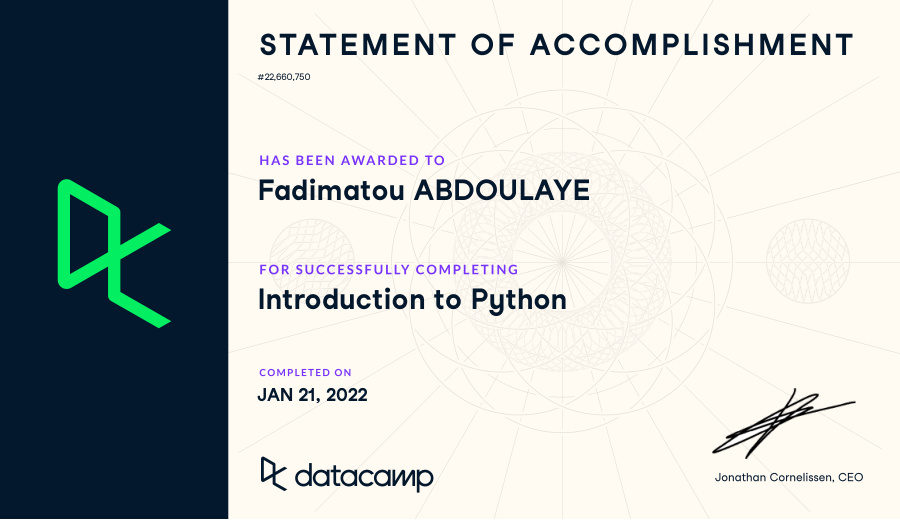 STATEMENT OF ACCOMPLISHMENT
#22,660,750
HAS BEEN AWARDED TO
Fadimatou ABDOULAYE
FOR SUCCESSFULLY COMPLETING
Introduction to Python
COMPLETED ON
JAN 21, 2022
datacamp
Jonathan Cornelissen, CEO